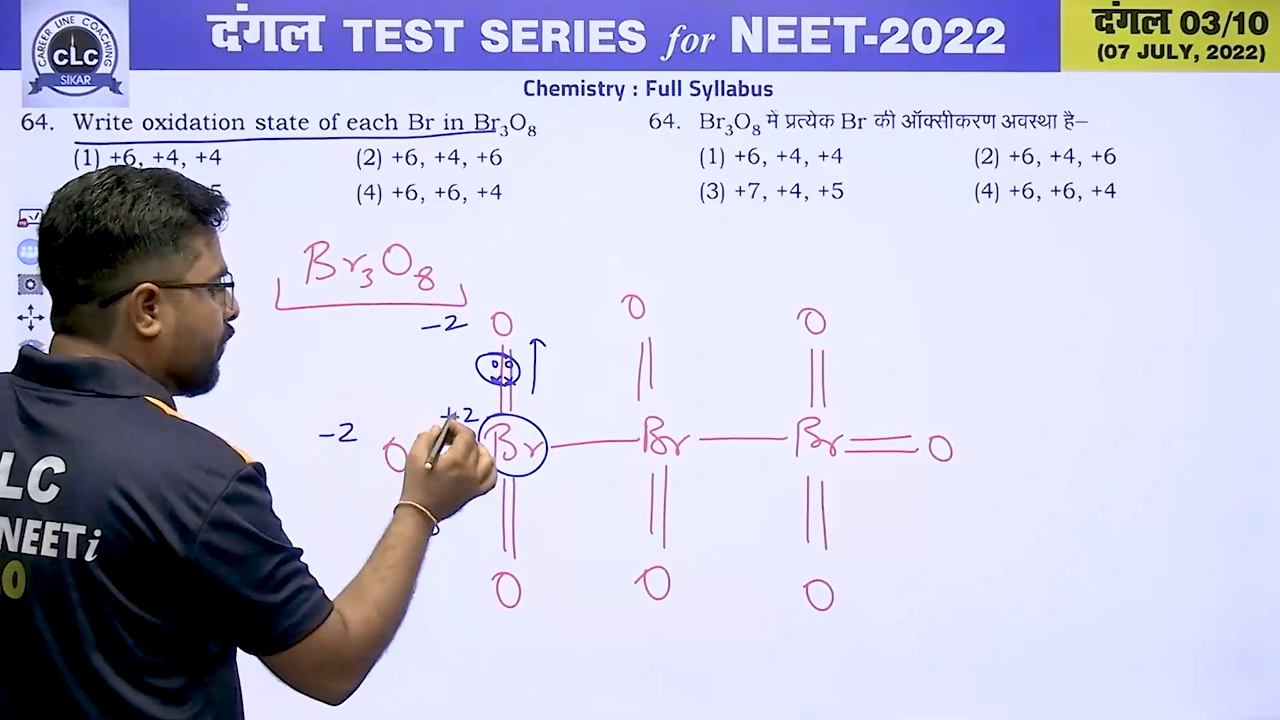 CAREER LINE COACHING
CLC
SIKAR
दंगल TEST SERIES for NEET-2022
दंगल 03/10
(07 JULY, 2022)
Chemistry : Full Syllabus
64. Write oxidation state of each Br in Br₃O₈
(1) +6, +4, +4
(2) +6, +4, +6
5
(4) +6, +6, +4
64. Br₃O₈ में प्रत्येक Br की ऑक्सीकरण अवस्था है–
(1) +6, +4, +4
(2) +6, +4, +6
(3) +7, +4, +5
(4) +6, +6, +4
Br₃O₈
-2 O O O
+2
-2 O Br Br Br O
O O O
LC
NEETi
0